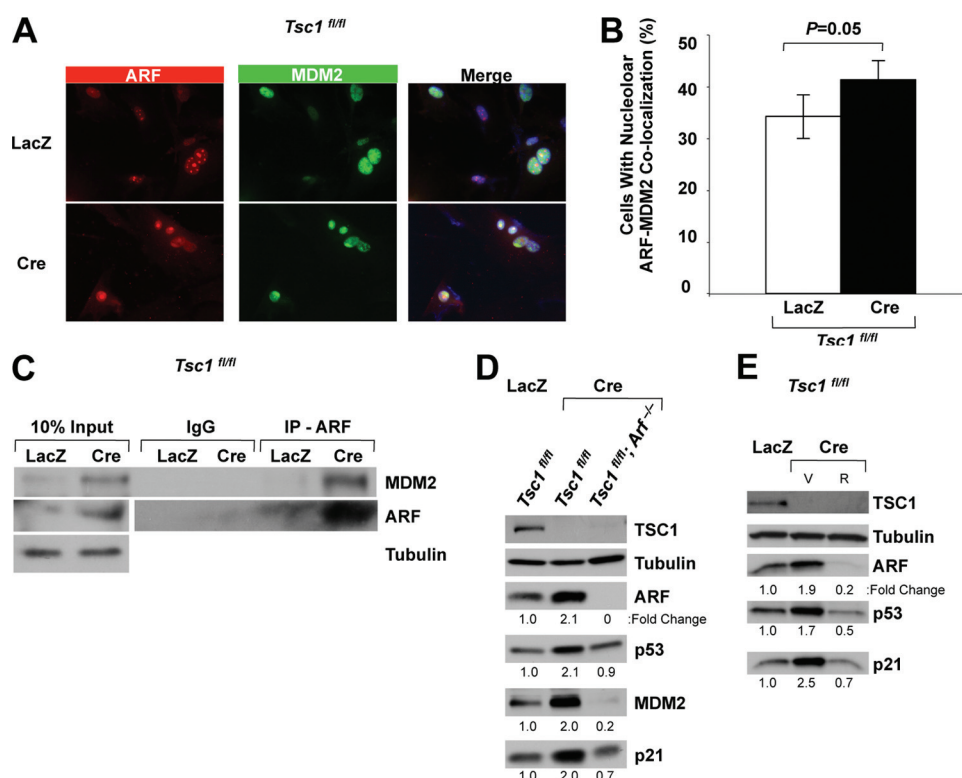 A
Tsc1 fl/fl
ARF
MDM2
Merge
LacZ
Cre
B
P=0.05
Cells With Nucleoloar
ARF-MDM2 Co-localization (%)
50
40
30
20
10
0
LacZ
Cre
Tsc1 fl/fl
C
Tsc1 fl/fl
10% Input
IgG
IP - ARF
LacZ Cre LacZ Cre LacZ Cre
MDM2
ARF
Tubulin
D
LacZ
Cre
Tsc1 fl/fl
Tsc1 fl/fl
Tsc1 fl/fl; Arf -/-
TSC1
Tubulin
ARF
1.0 2.1 0 :Fold Change
p53
1.0 2.1 0.9
MDM2
1.0 2.0 0.2
p21
1.0 2.0 0.7
E
Tsc1 fl/fl
LacZ
Cre
V R
TSC1
Tubulin
ARF
1.0 1.9 0.2 :Fold Change
p53
1.0 1.7 0.5
p21
1.0 2.5 0.7